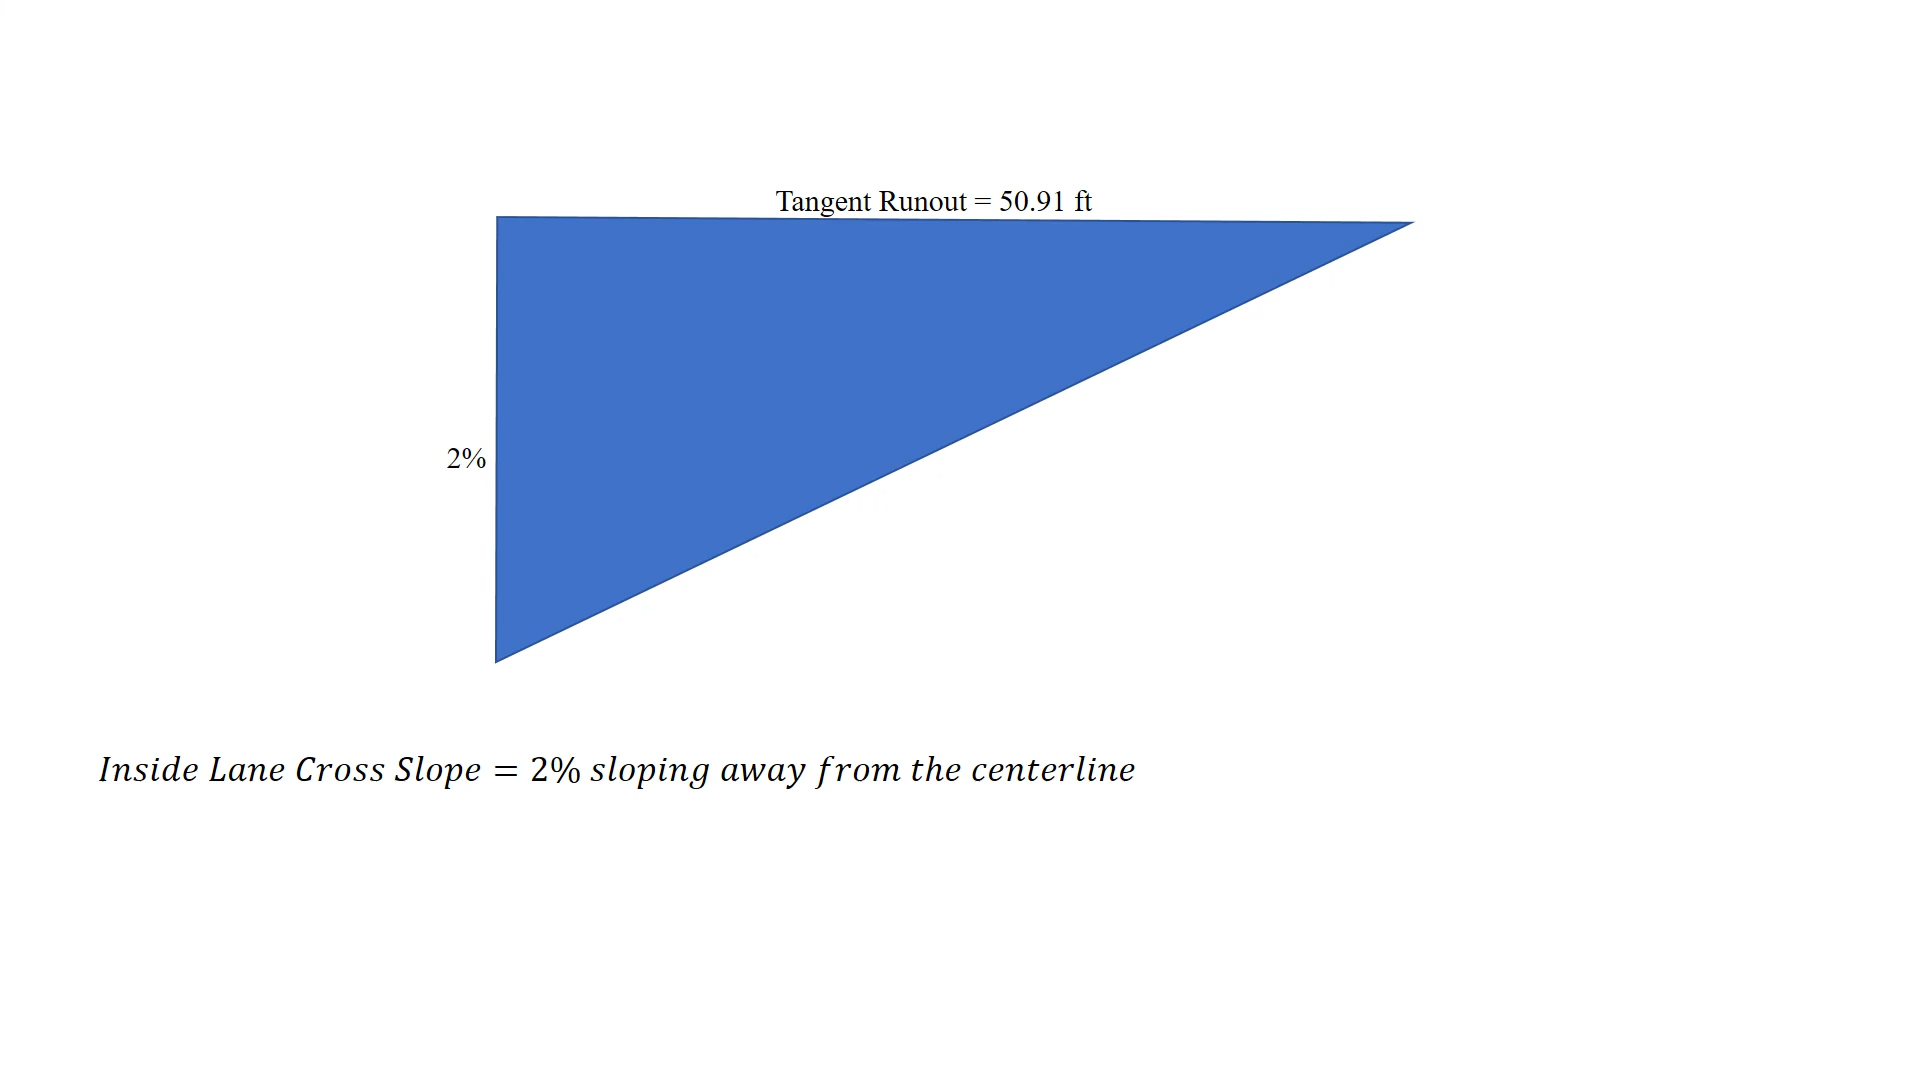 Tangent Runout = 50.91 ft
2%
Inside Lane Cross Slope = 2% sloping away from the centerline